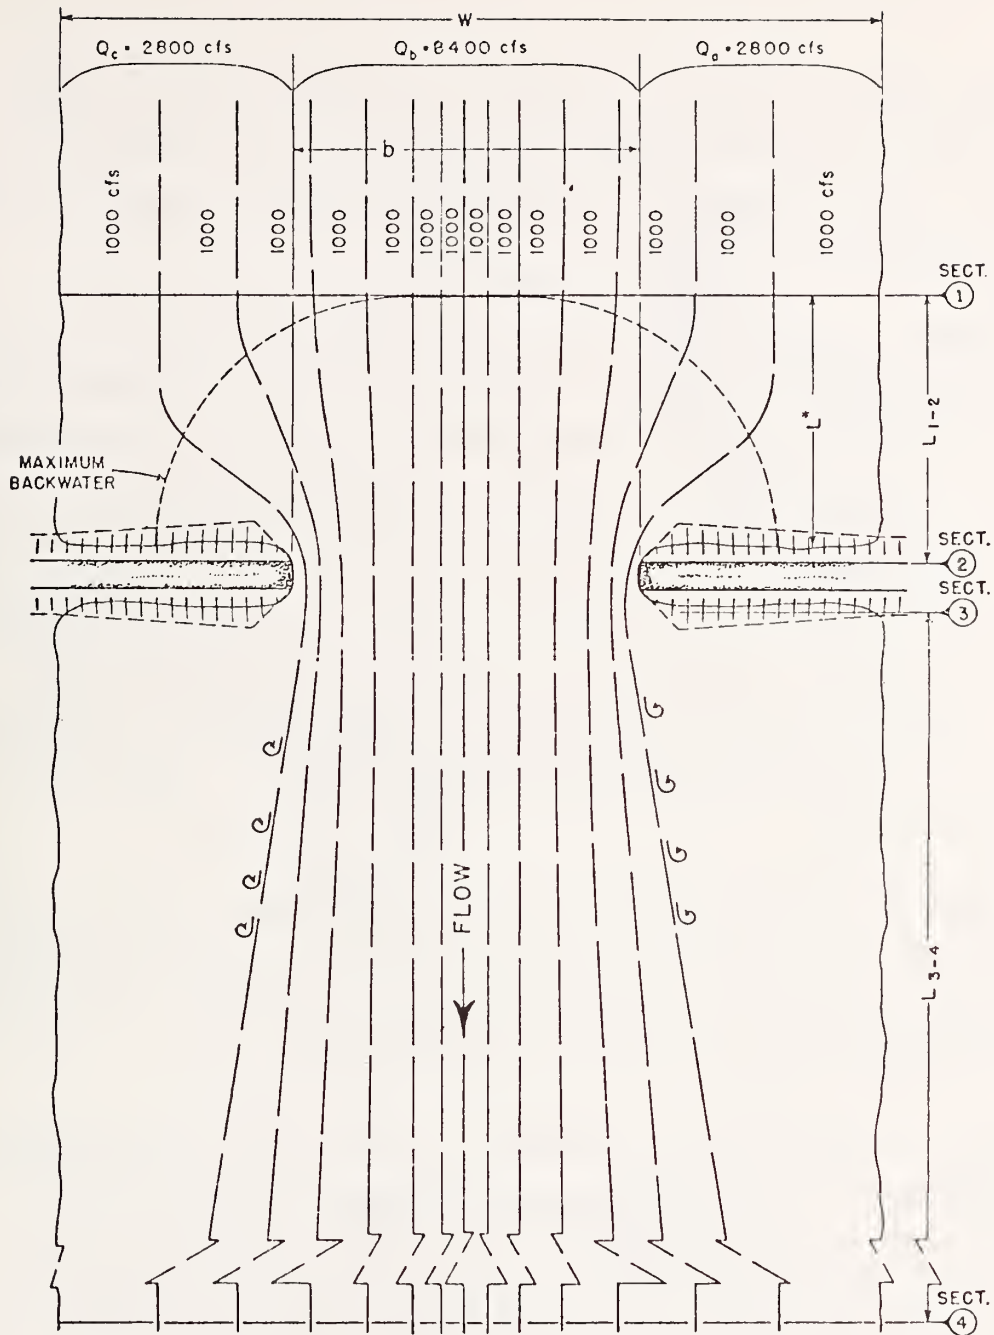 W
Qc = 2800 cfs
Qb = 8400 cfs
Qa = 2800 cfs
b
1000 cfs
1000
1000
1000
1000
1000
1000
1000
1000
1000
1000
1000
1000
1000 cfs
SECT.
1
L*
L1-2
MAXIMUM
BACKWATER
SECT.
2
SECT.
3
FLOW
L3-4
SECT.
4